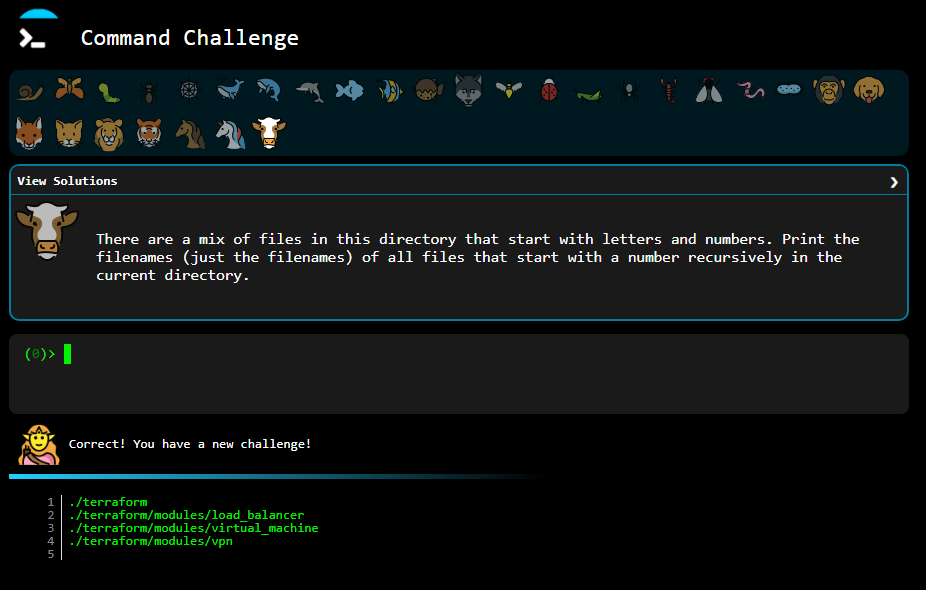 Command Challenge
View Solutions
There are a mix of files in this directory that start with letters and numbers. Print the
filenames (just the filenames) of all files that start with a number recursively in the
current directory.
(0)>
Correct! You have a new challenge!
1 ./terraform
2 ./terraform/modules/load_balancer
3 ./terraform/modules/virtual_machine
4 ./terraform/modules/vpn
5